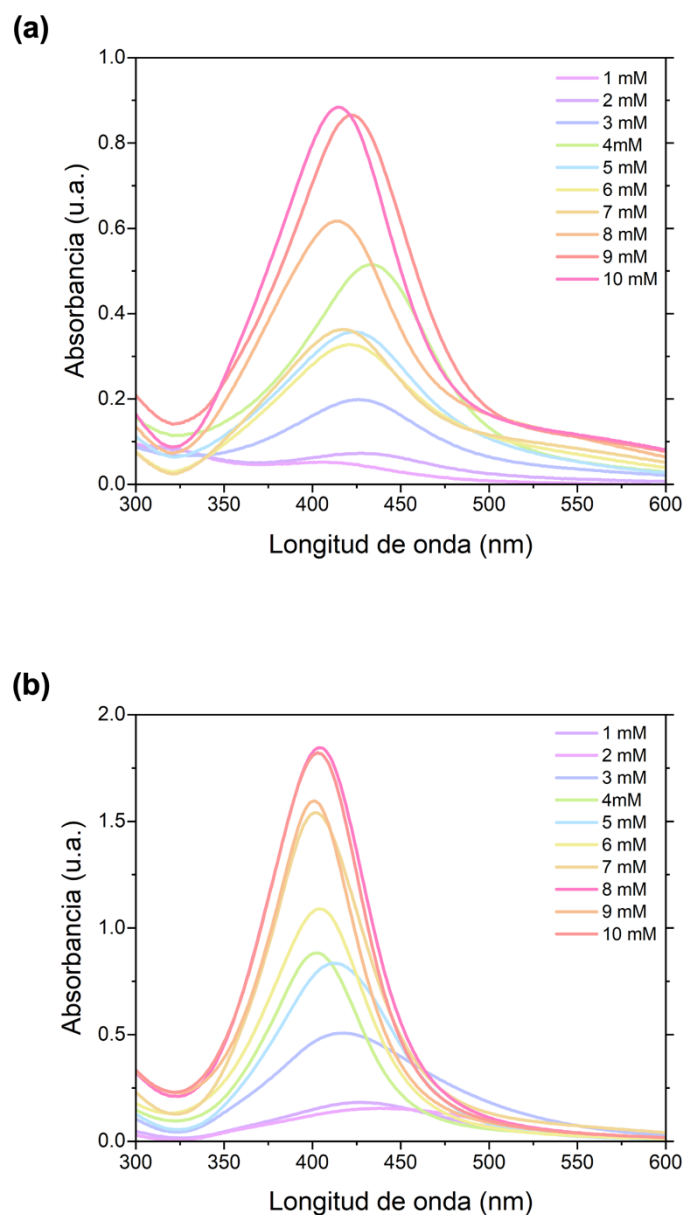 (a)
1.0
0.8
0.6
0.4
0.2
0.0
Absorbancia (u.a.)
1 mM
2 mM
3 mM
4mM
5 mM
6 mM
7 mM
8 mM
9 mM
10 mM
300 350 400 450 500 550 600
Longitud de onda (nm)
(b)
2.0
1.5
1.0
0.5
0.0
Absorbancia (u.a.)
1 mM
2 mM
3 mM
4mM
5 mM
6 mM
7 mM
8 mM
9 mM
10 mM
300 350 400 450 500 550 600
Longitud de onda (nm)